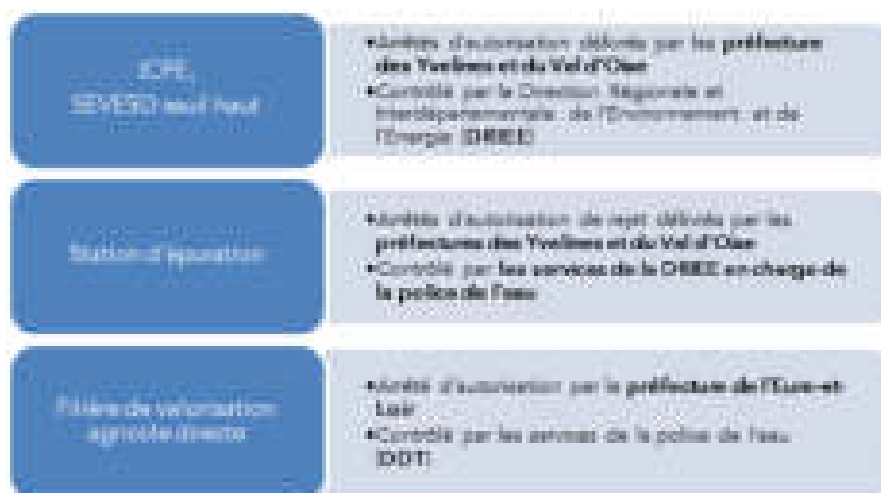 ICPE,
SEVESO seuil haut
•Arrêtés d'autorisation délivrés par les préfecture
des Yvelines et du Val d'Oise
•Contrôlé par la Direction Régionale et
Interdépartementale de l'Environnement et de
l'Energie (DRIEE)
Station d'épuration
•Arrêtés d'autorisation de rejet délivrés par les
préfectures des Yvelines et du Val d'Oise
•Contrôlé par les services de la DRIEE en charge de
la police de l'eau
Filière de valorisation
agricole directe
•Arrêté d'autorisation par la préfecture de l'Eure-et-
Loir
•Contrôlé par les services de la police de l'eau
(DDT)